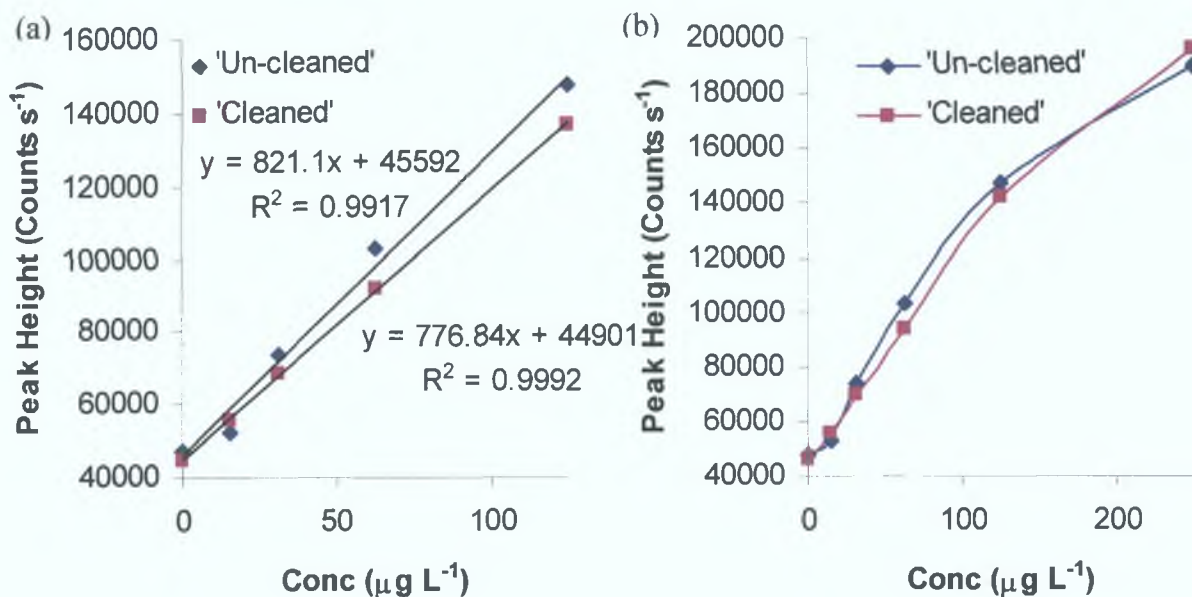 (a)
160000
140000
120000
100000
80000
60000
40000
0
50
100
Peak Height (Counts s⁻¹)
Conc (μg L⁻¹)
'Un-cleaned'
'Cleaned'
y = 821.1x + 45592
R² = 0.9917
y = 776.84x + 44901
R² = 0.9992
(b)
200000
180000
160000
140000
120000
100000
80000
60000
40000
0
100
200
Peak Height (Counts s⁻¹)
Conc (μg L⁻¹)
'Un-cleaned'
'Cleaned'